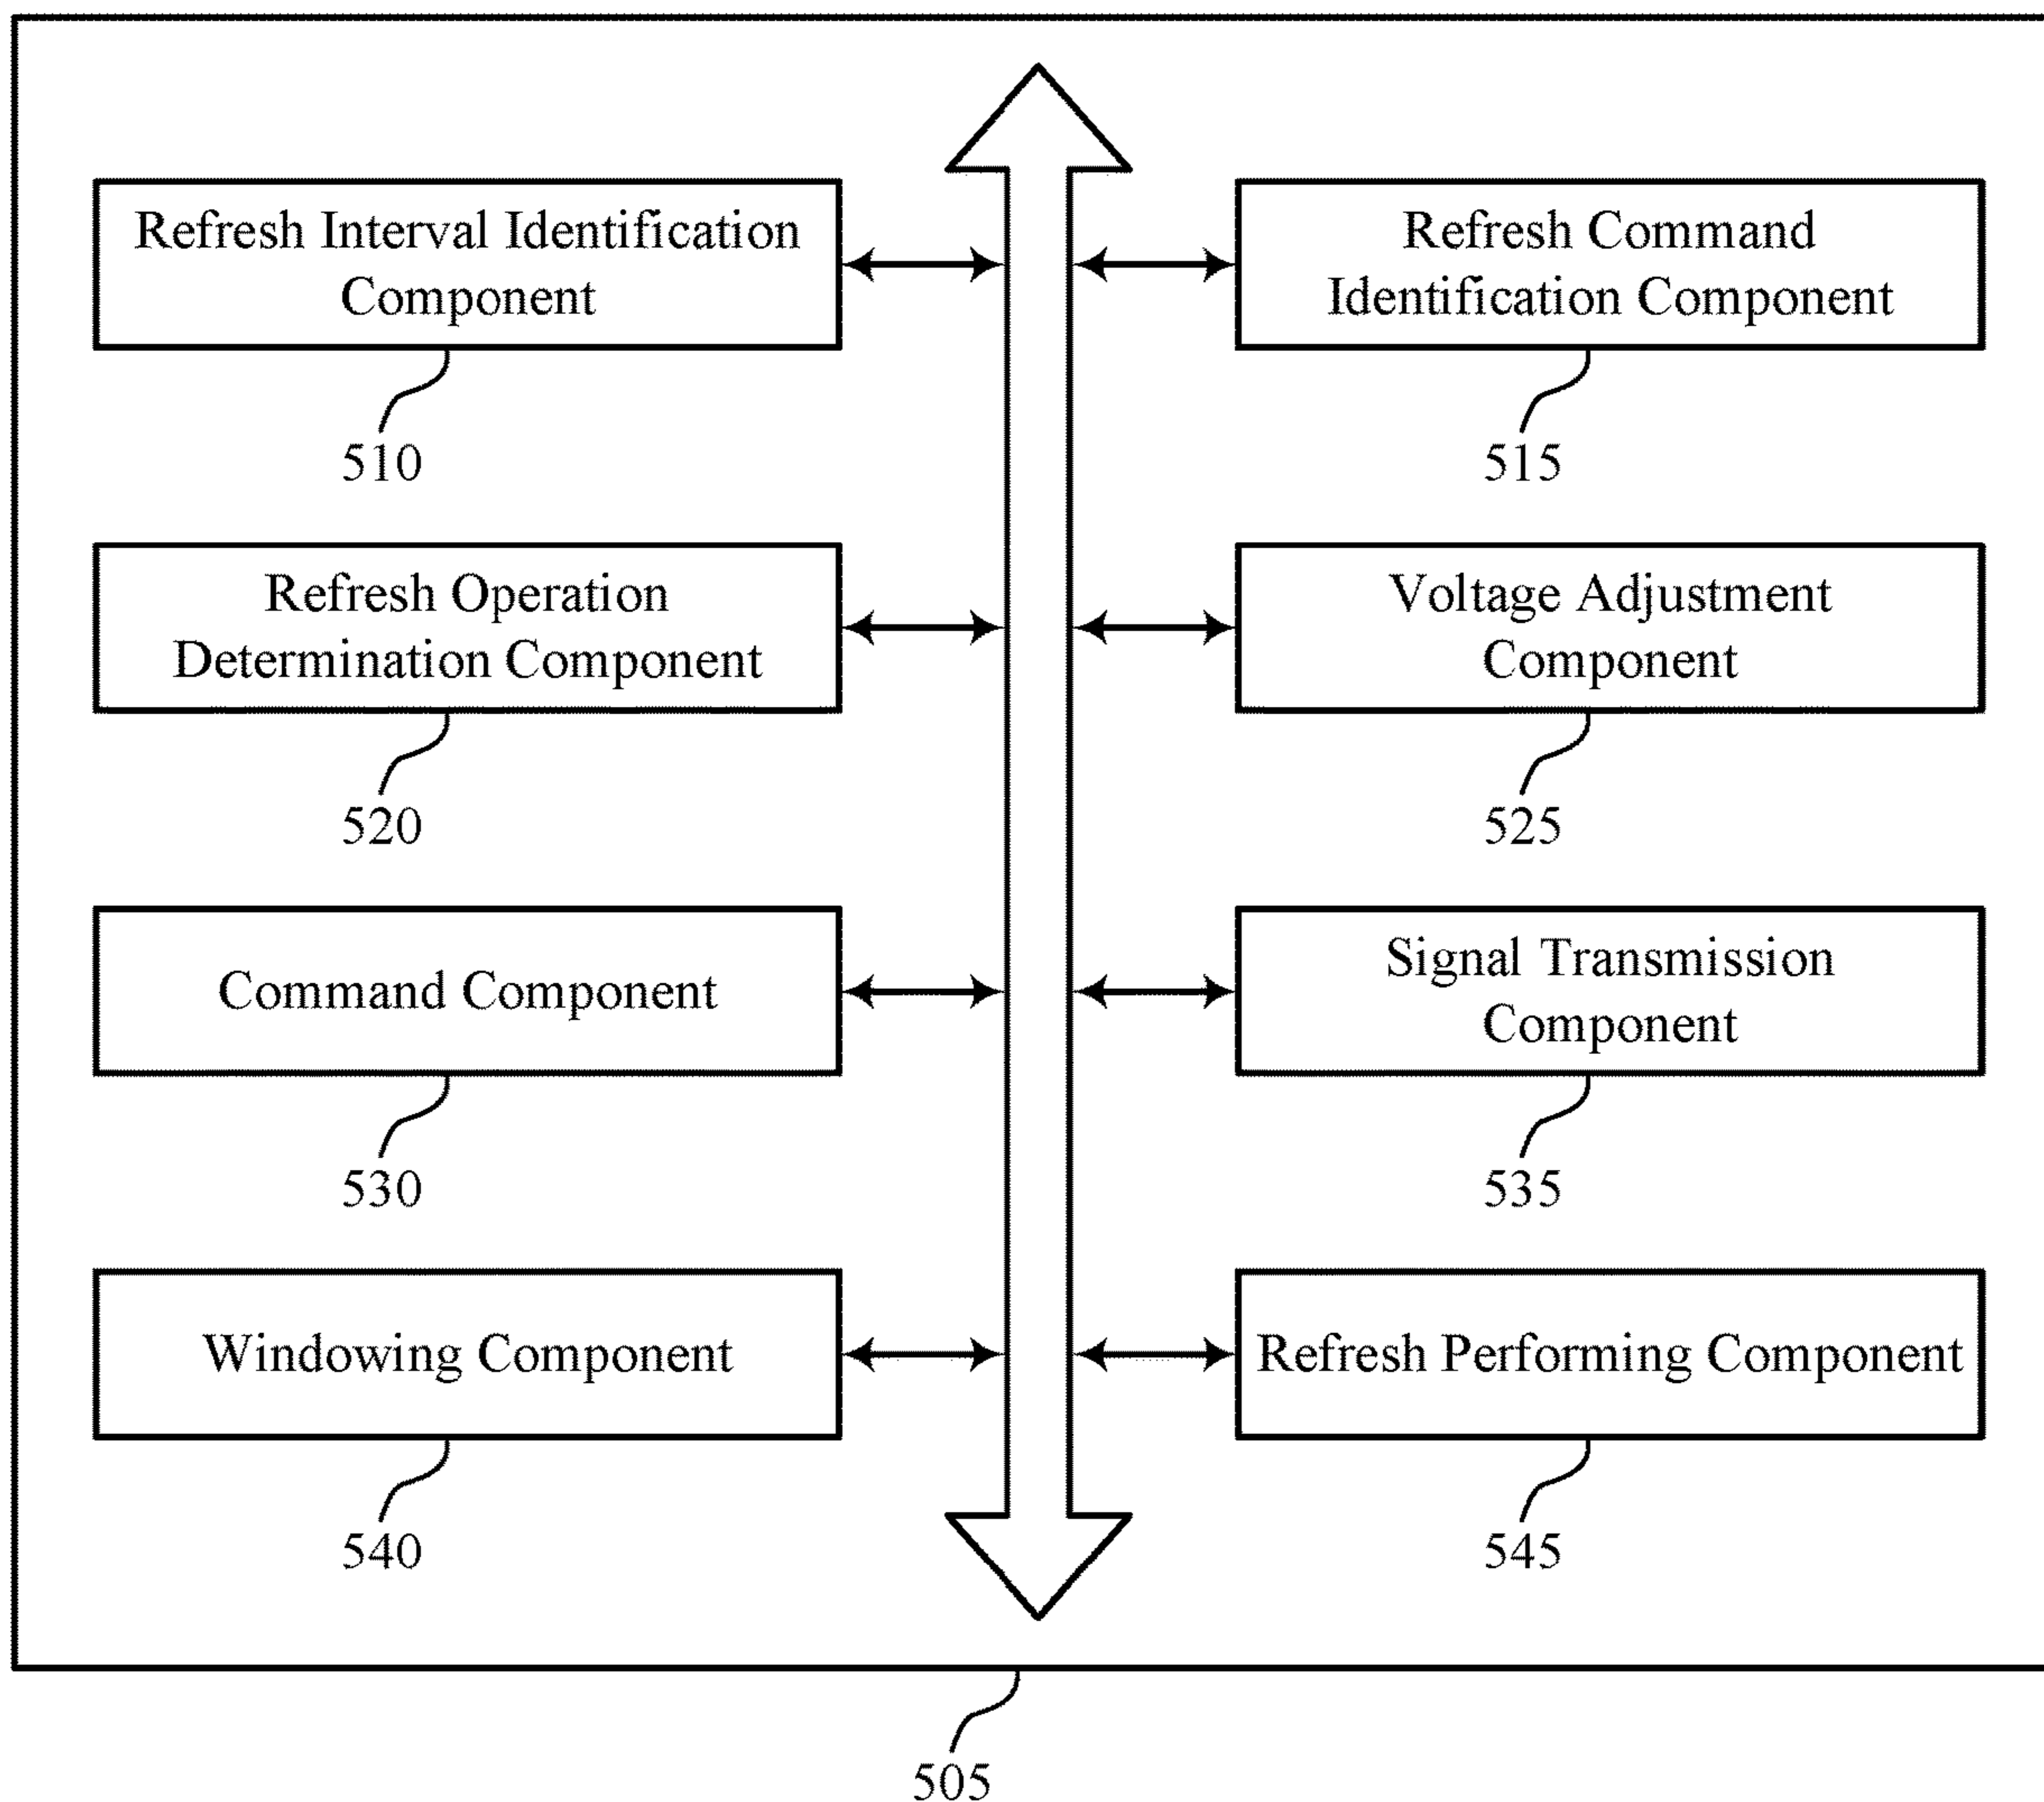 Refresh Interval Identification
Component
510
Refresh Command
Identification Component
515
Refresh Operation
Determination Component
520
Voltage Adjustment
Component
525
Command Component
530
Signal Transmission
Component
535
Windowing Component
540
Refresh Performing Component
545
505